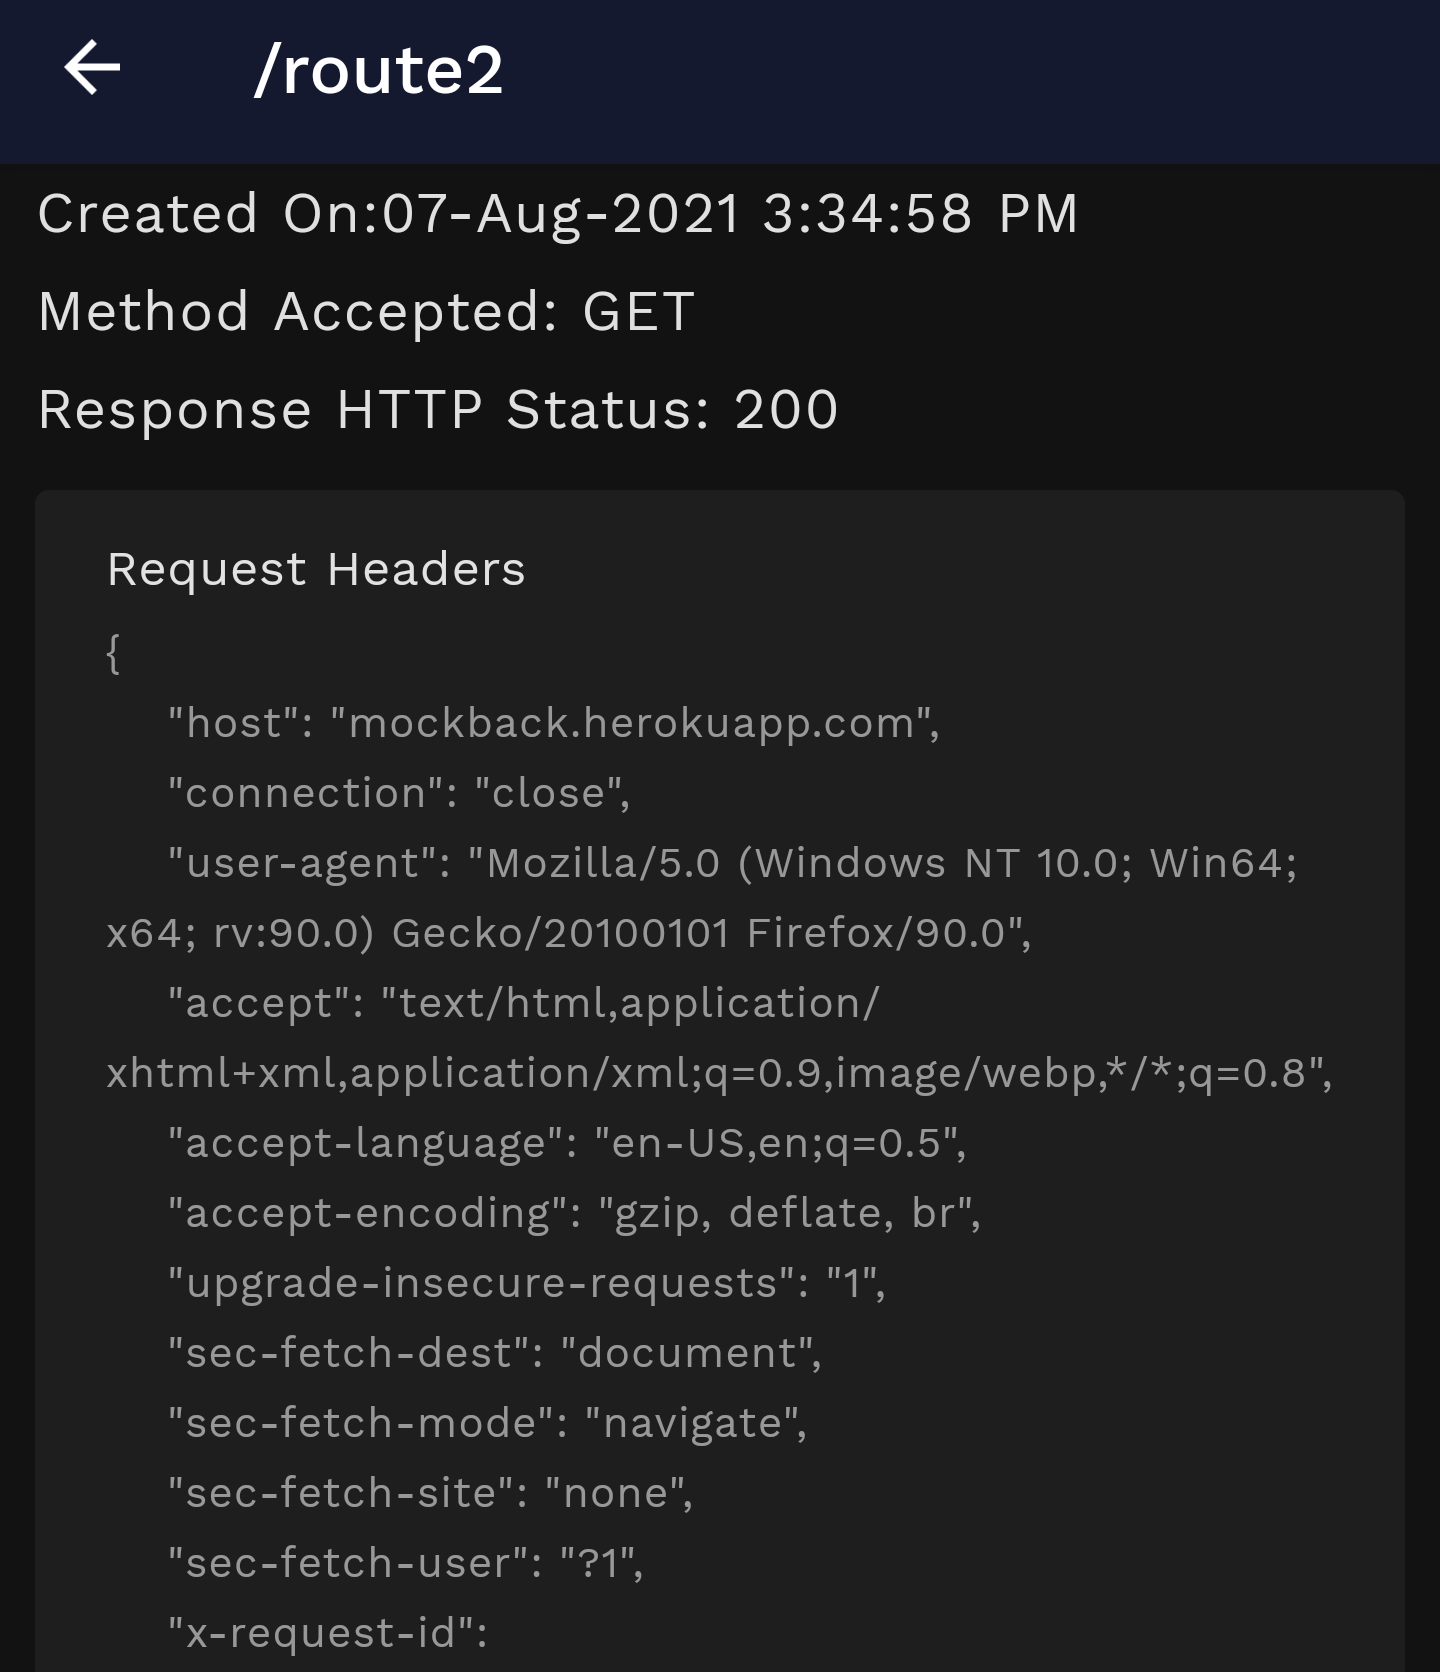 /route2
Created On:07-Aug-2021 3:34:58 PM
Method Accepted: GET
Response HTTP Status: 200
Request Headers
{
"host": "mockback.herokuapp.com",
"connection": "close",
"user-agent": "Mozilla/5.0 (Windows NT 10.0; Win64;
x64; rv:90.0) Gecko/20100101 Firefox/90.0",
"accept": "text/html,application/
xhtml+xml,application/xml;q=0.9,image/webp,*/*;q=0.8",
"accept-language": "en-US,en;q=0.5",
"accept-encoding": "gzip, deflate, br",
"upgrade-insecure-requests": "1",
"sec-fetch-dest": "document",
"sec-fetch-mode": "navigate",
"sec-fetch-site": "none",
"sec-fetch-user": "?1",
"x-request-id":